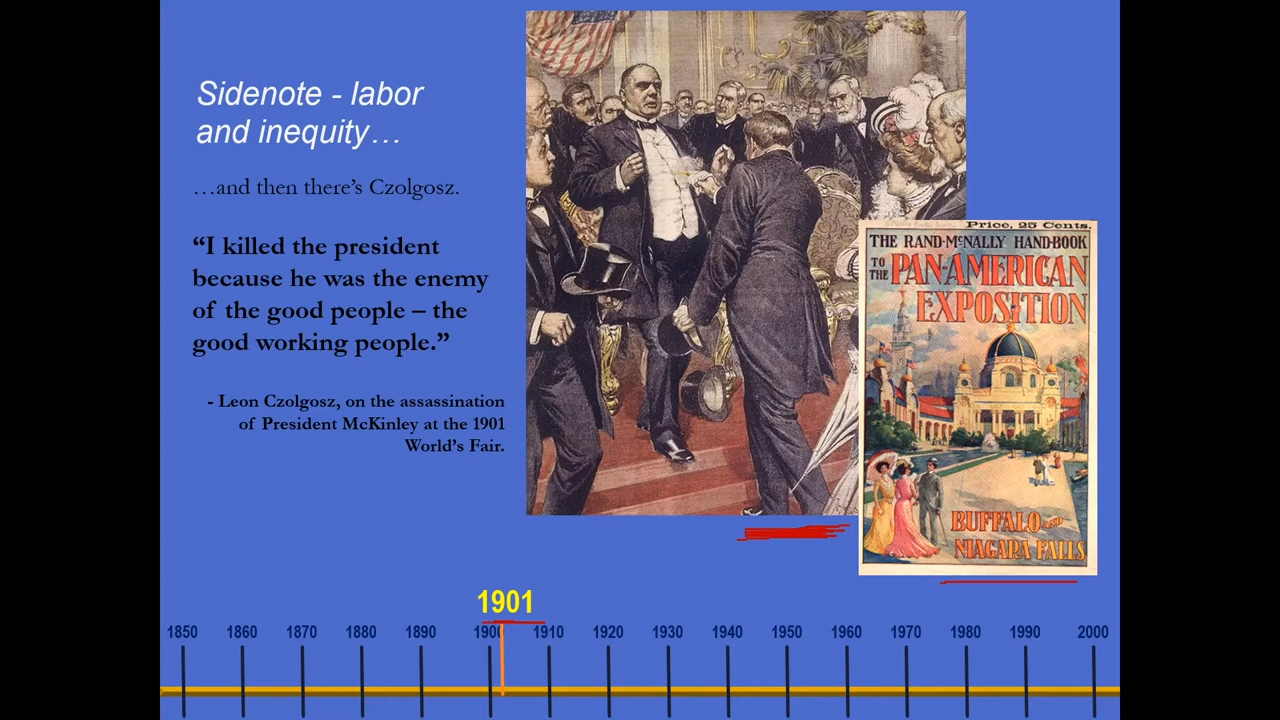 Sidenote - labor
and inequity…
…and then there’s Czolgosz.
“I killed the president
because he was the enemy
of the good people – the
good working people.”
- Leon Czolgosz, on the assassination
of President McKinley at the 1901
World’s Fair.
Price, 25 Cents.
THE RAND-McNALLY HAND-BOOK
TO THE PAN-AMERICAN
EXPOSITION
BUFFALO AND
NIAGARA FALLS
1901
1850 1860 1870 1880 1890 1900 1910 1920 1930 1940 1950 1960 1970 1980 1990 2000